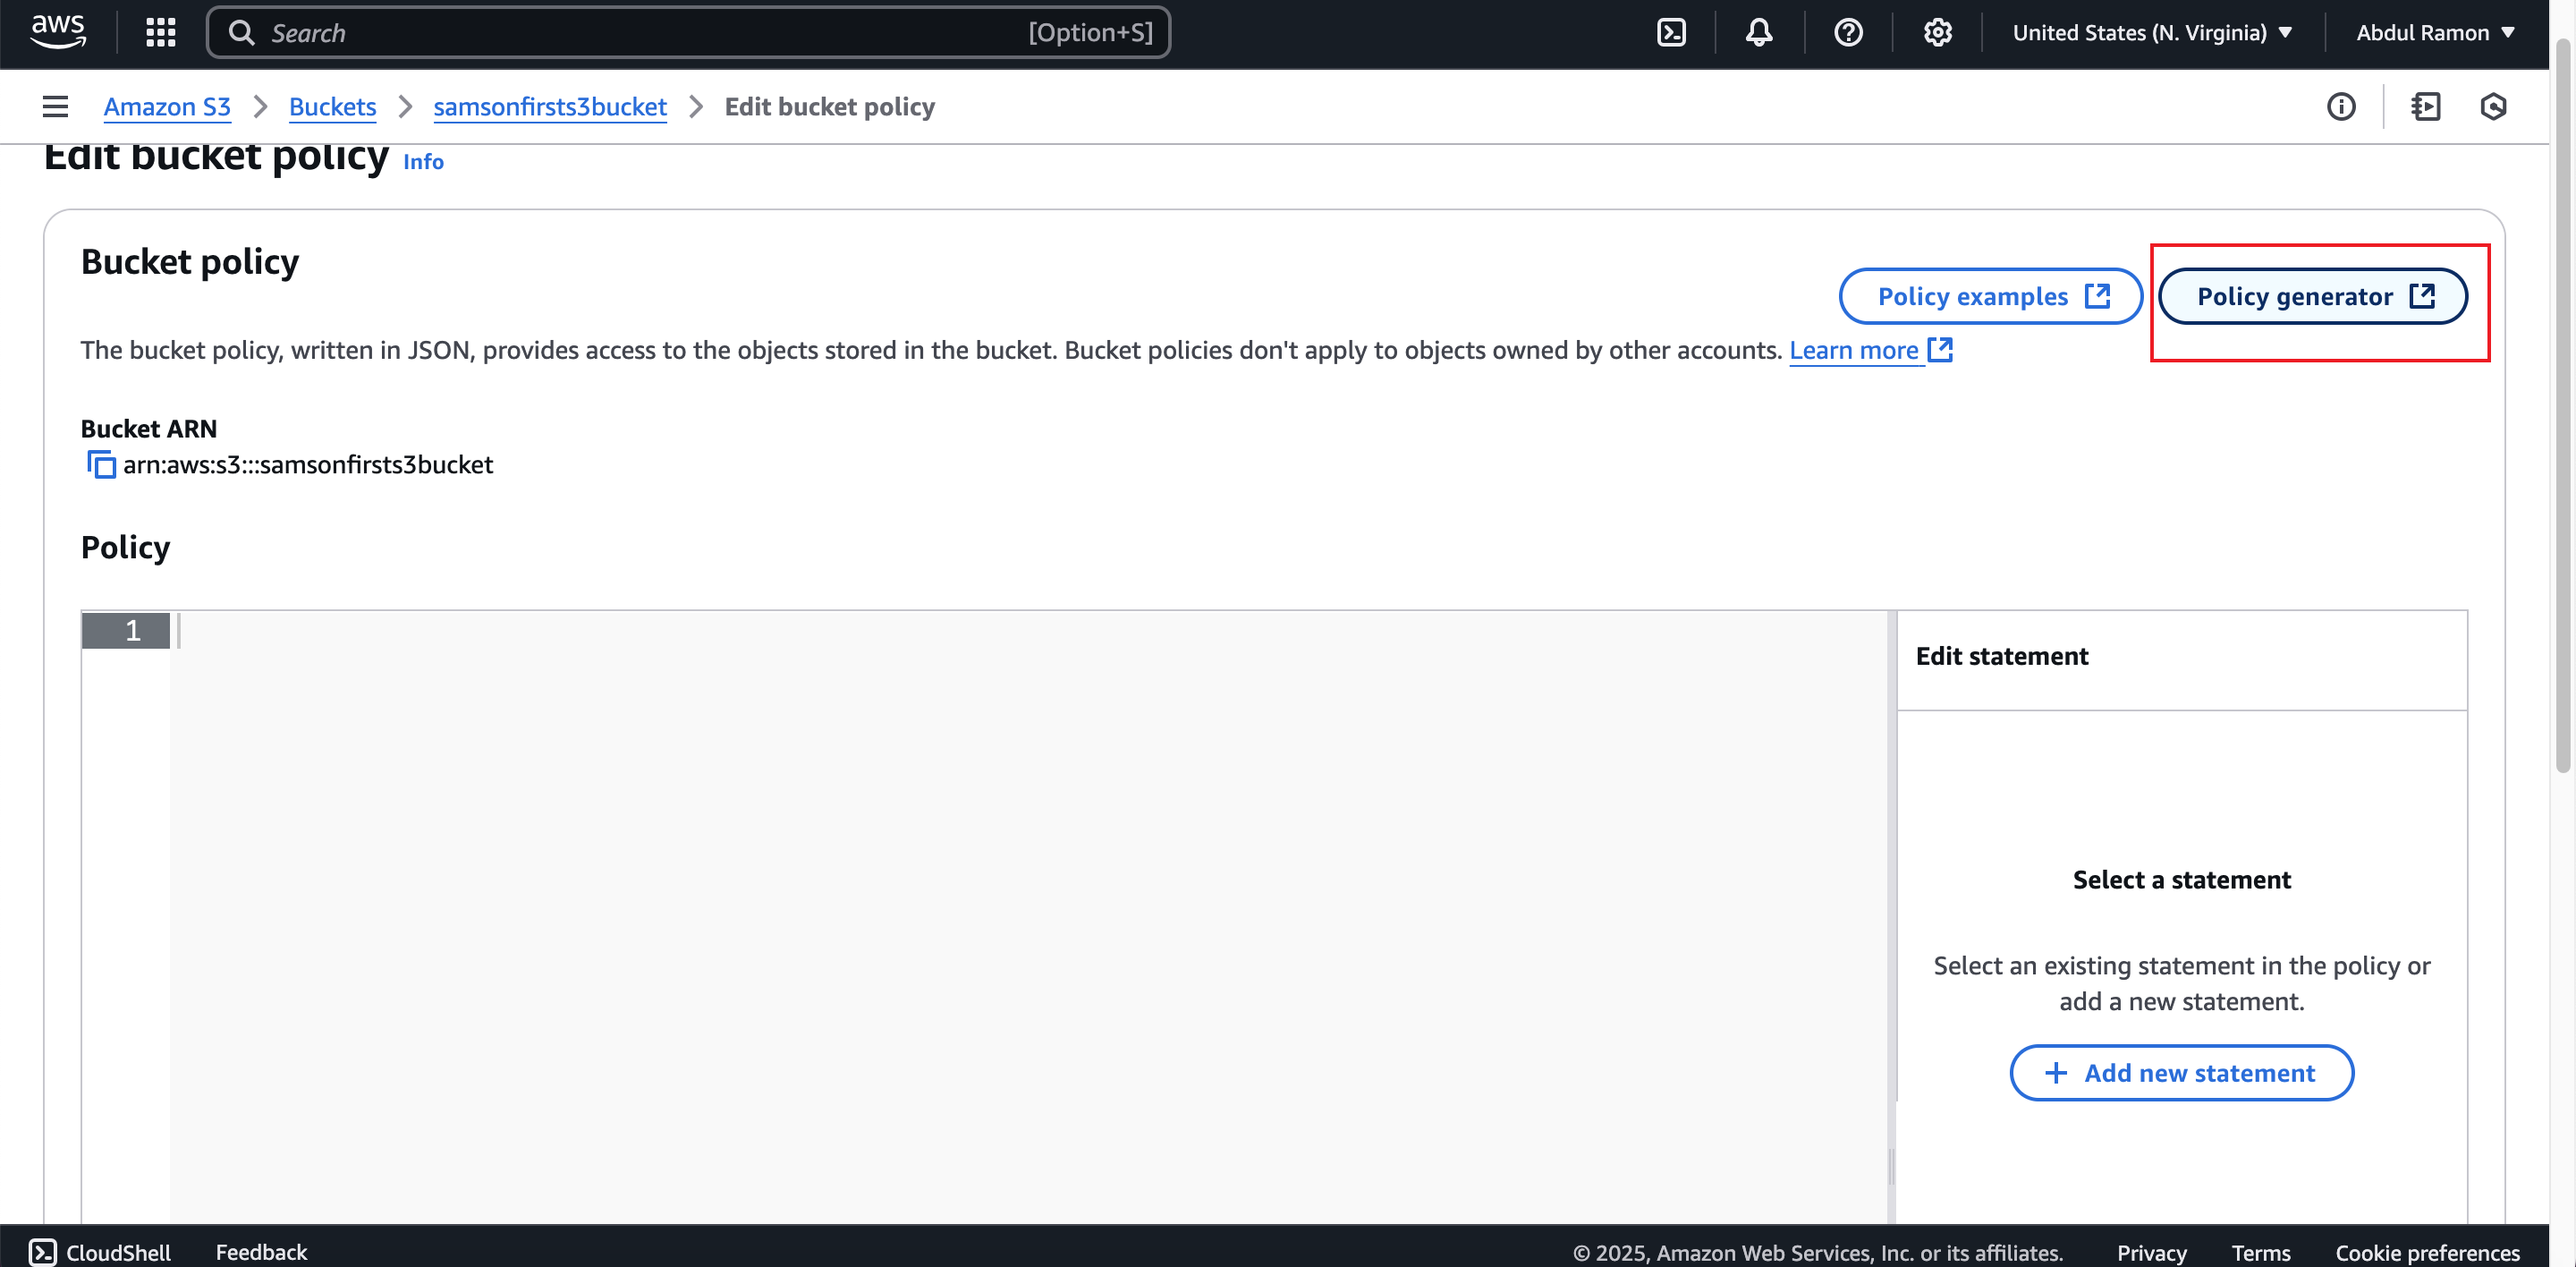 aws Search [Option+S] United States (N. Virginia) Abdul Ramon
Amazon S3 Buckets samsonfirsts3bucket Edit bucket policy
Edit bucket policy Info
Bucket policy
Policy examples Policy generator
The bucket policy, written in JSON, provides access to the objects stored in the bucket. Bucket policies don't apply to objects owned by other accounts. Learn more
Bucket ARN
arn:aws:s3:::samsonfirsts3bucket
Policy
1
Edit statement
Select a statement
Select an existing statement in the policy or
add a new statement.
+ Add new statement
CloudShell Feedback © 2025, Amazon Web Services, Inc. or its affiliates. Privacy Terms Cookie preferences